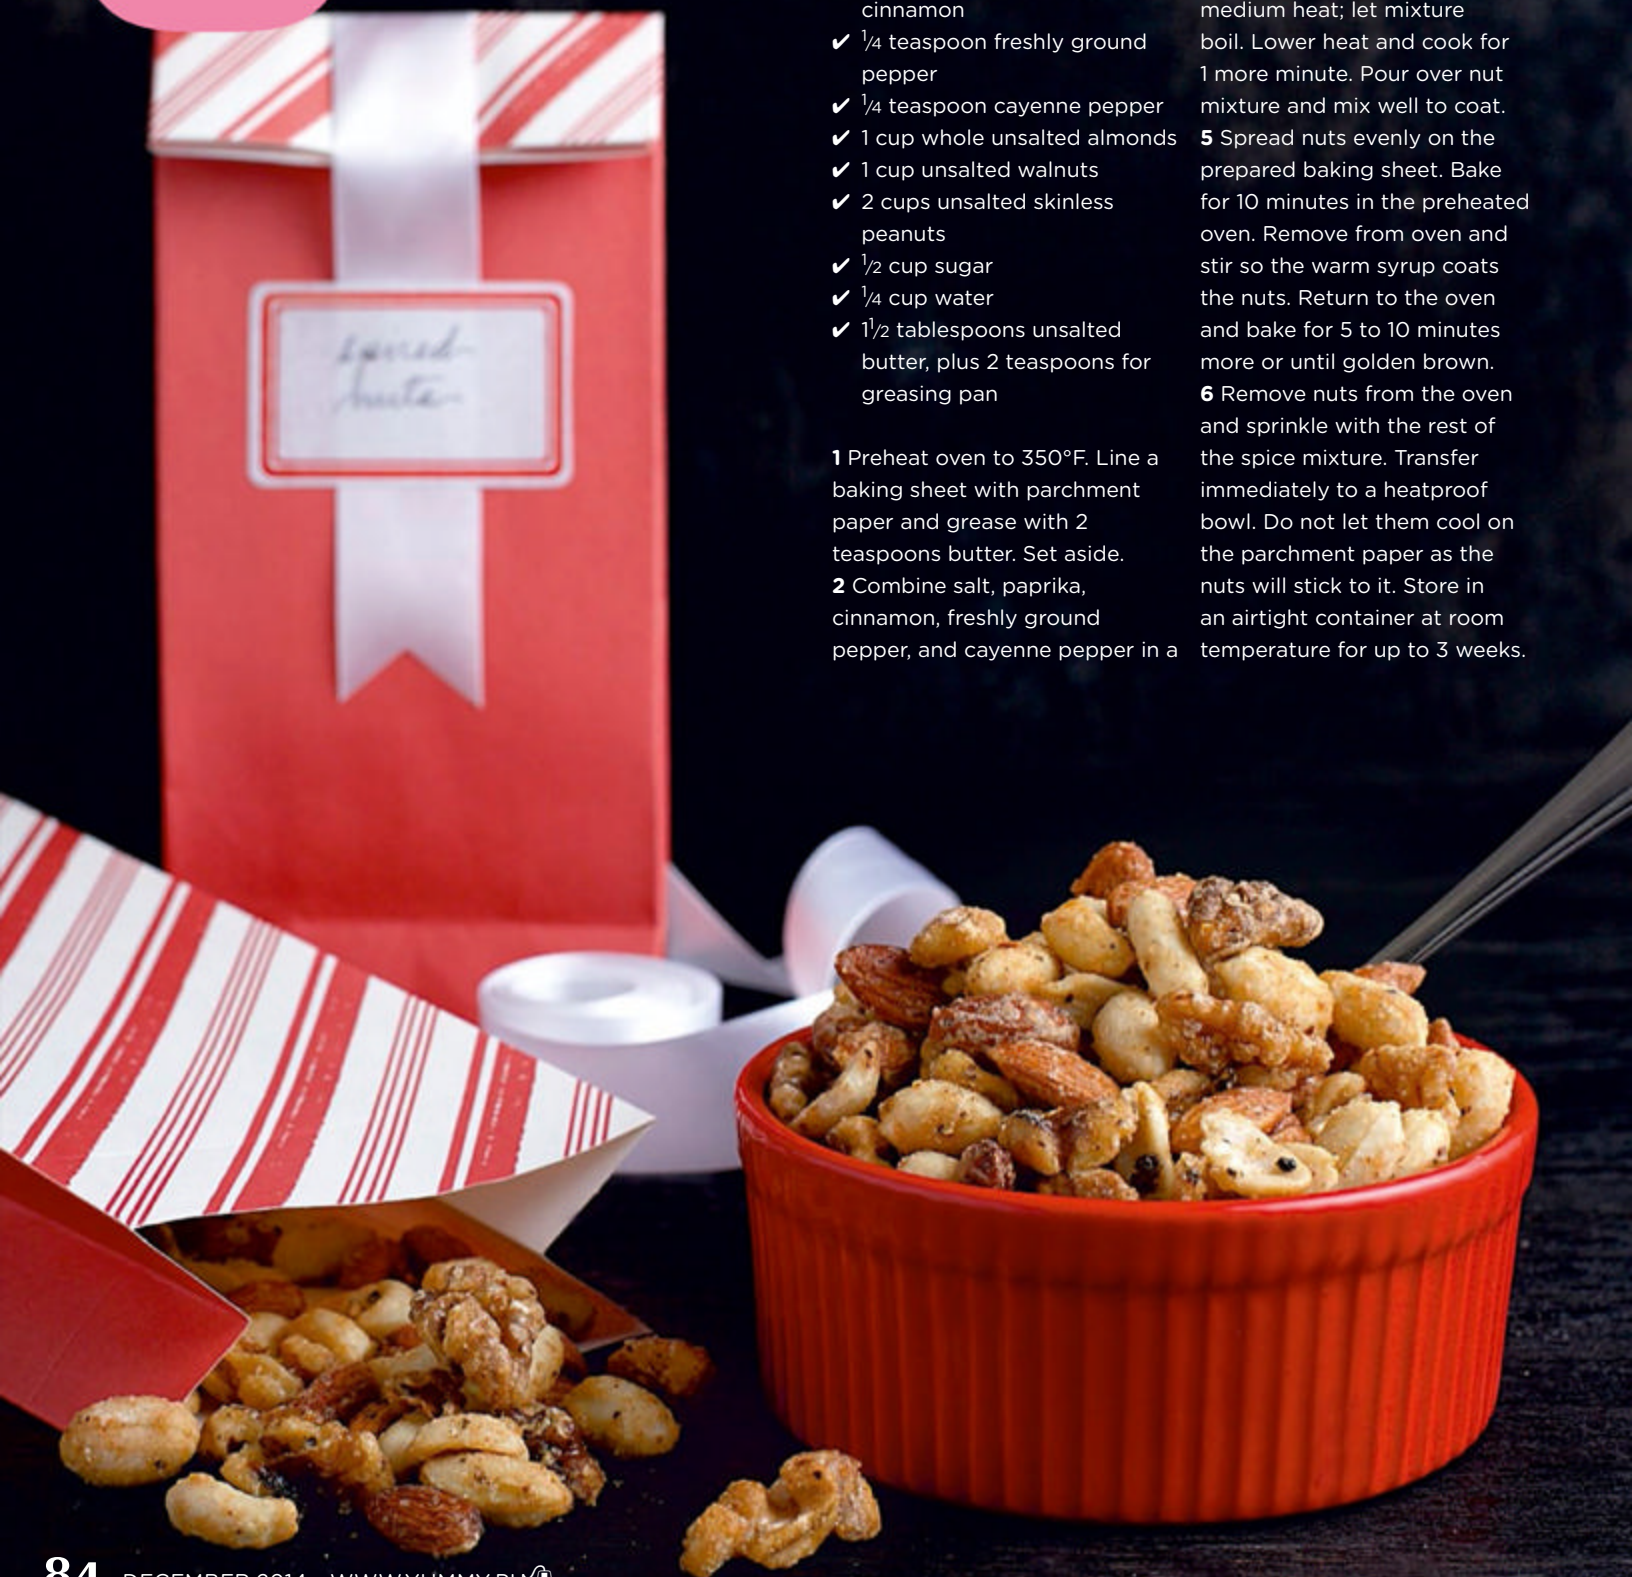 cinnamon
✔ 1/4 teaspoon freshly ground
pepper
✔ 1/4 teaspoon cayenne pepper
✔ 1 cup whole unsalted almonds
✔ 1 cup unsalted walnuts
✔ 2 cups unsalted skinless
peanuts
✔ 1/2 cup sugar
✔ 1/4 cup water
✔ 1 1/2 tablespoons unsalted
butter, plus 2 teaspoons for
greasing pan
1 Preheat oven to 350°F. Line a
baking sheet with parchment
paper and grease with 2
teaspoons butter. Set aside.
2 Combine salt, paprika,
cinnamon, freshly ground
pepper, and cayenne pepper in a
medium heat; let mixture
boil. Lower heat and cook for
1 more minute. Pour over nut
mixture and mix well to coat.
5 Spread nuts evenly on the
prepared baking sheet. Bake
for 10 minutes in the preheated
oven. Remove from oven and
stir so the warm syrup coats
the nuts. Return to the oven
and bake for 5 to 10 minutes
more or until golden brown.
6 Remove nuts from the oven
and sprinkle with the rest of
the spice mixture. Transfer
immediately to a heatproof
bowl. Do not let them cool on
the parchment paper as the
nuts will stick to it. Store in
an airtight container at room
temperature for up to 3 weeks.
spiced
nuts
84 DECEMBER 2014 WWW.YUMMY.PH